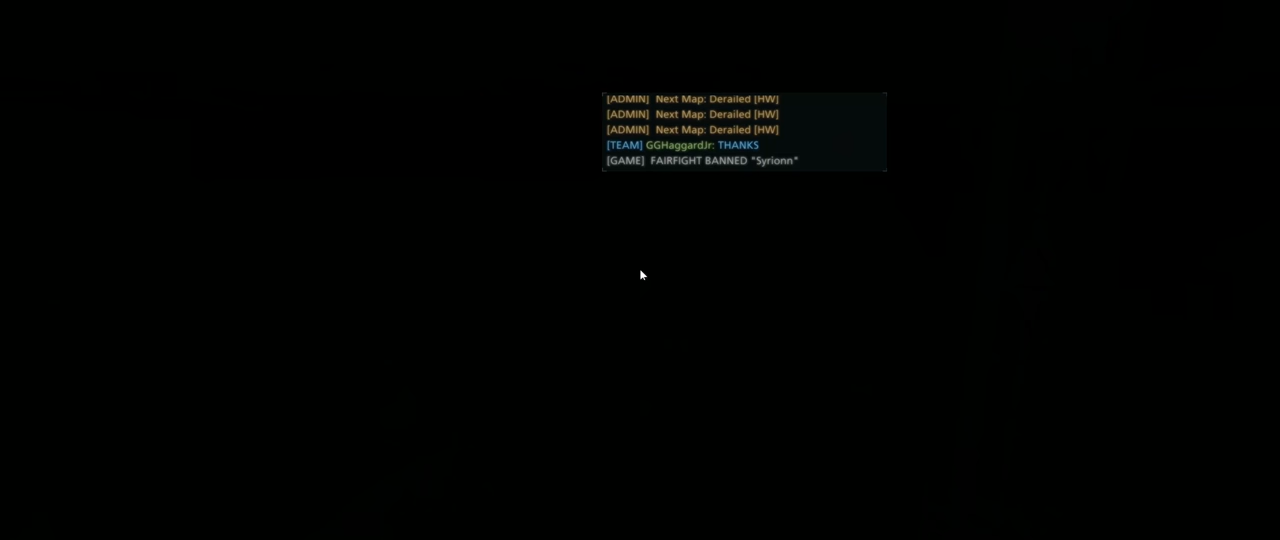 [ADMIN] Next Map: Derailed [HW]
[ADMIN] Next Map: Derailed [HW]
[ADMIN] Next Map: Derailed [HW]
[TEAM] GGHaggardJr: THANKS
[GAME] FAIRFIGHT BANNED "Syrionn"